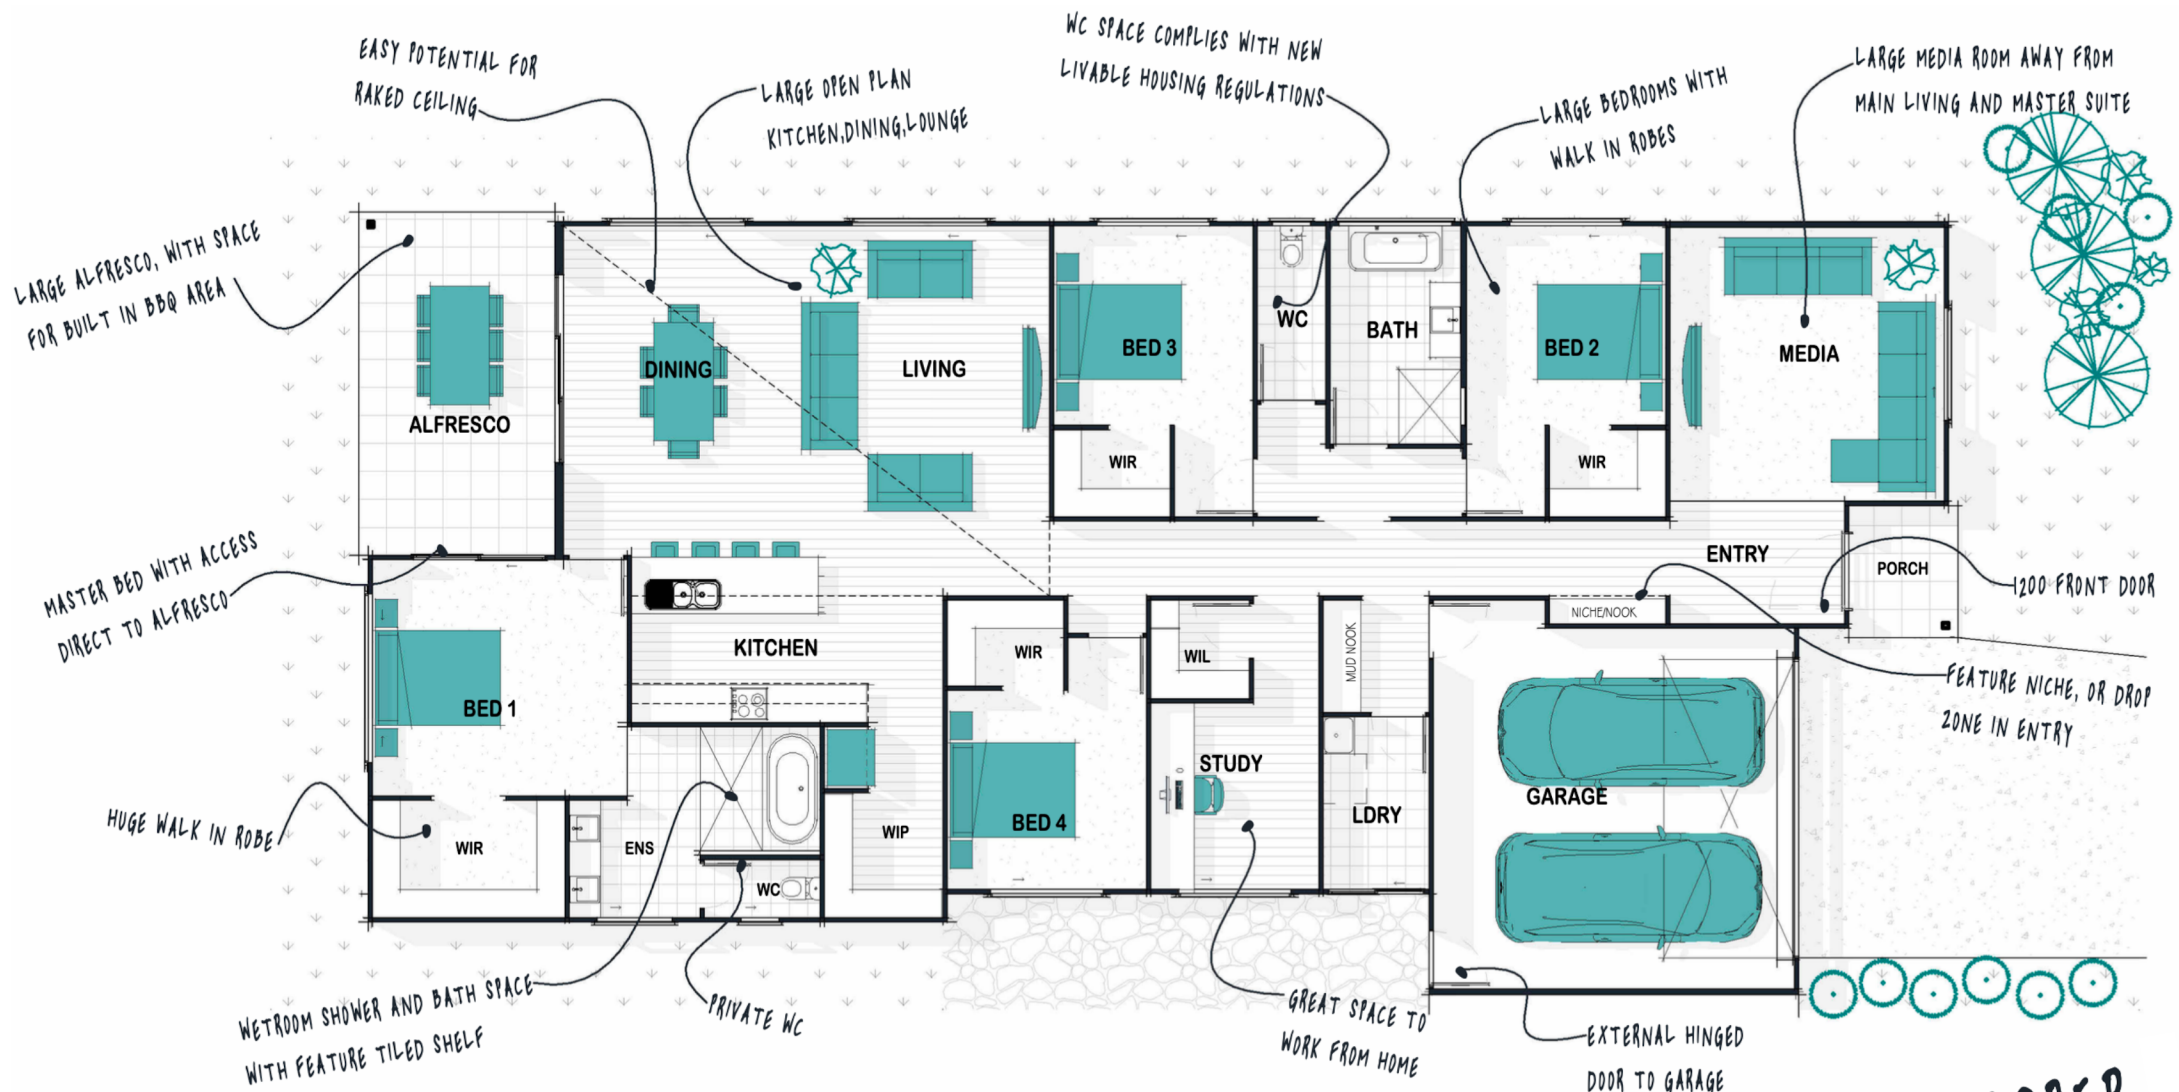 EASY POTENTIAL FOR
RAKED CEILING
LARGE OPEN PLAN
KITCHEN,DINING,LOUNGE
WC SPACE COMPLIES WITH NEW
LIVABLE HOUSING REGULATIONS
LARGE BEDROOMS WITH
WALK IN ROBES
LARGE MEDIA ROOM AWAY FROM
MAIN LIVING AND MASTER SUITE
LARGE ALFRESCO, WITH SPACE
FOR BUILT IN BBQ AREA
ALFRESCO
DINING
LIVING
BED 3
WC
BATH
BED 2
MEDIA
WIR
WIR
MASTER BED WITH ACCESS
DIRECT TO ALFRESCO
ENTRY
PORCH
1200 FRONT DOOR
NICHE/NOOK
KITCHEN
WIR
WIL
MUD NOOK
FEATURE NICHE, OR DROP
ZONE IN ENTRY
BED 1
STUDY
GARAGE
HUGE WALK IN ROBE
WIR
ENS
WC
WIP
BED 4
LDRY
WETROOM SHOWER AND BATH SPACE
WITH FEATURE TILED SHELF
PRIVATE WC
GREAT SPACE TO
WORK FROM HOME
EXTERNAL HINGED
DOOR TO GARAGE